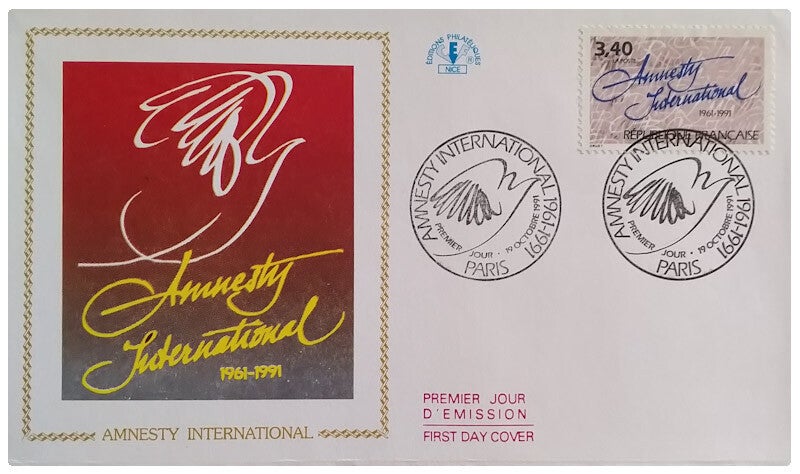 Amnesty
International
1961-1991
AMNESTY INTERNATIONAL
ÉDITIONS PHILATÉLIQUES
E
NICE
3,40
LA POSTE
Amnesty
International
1961-1991
RÉPUBLIQUE FRANÇAISE
AMNESTY INTERNATIONAL 1961-1991
PREMIER JOUR · 19 OCTOBRE 1991
PARIS
AMNESTY INTERNATIONAL 1961-1991
PREMIER JOUR · 19 OCTOBRE 1991
PARIS
PREMIER JOUR
D'EMISSION
FIRST DAY COVER